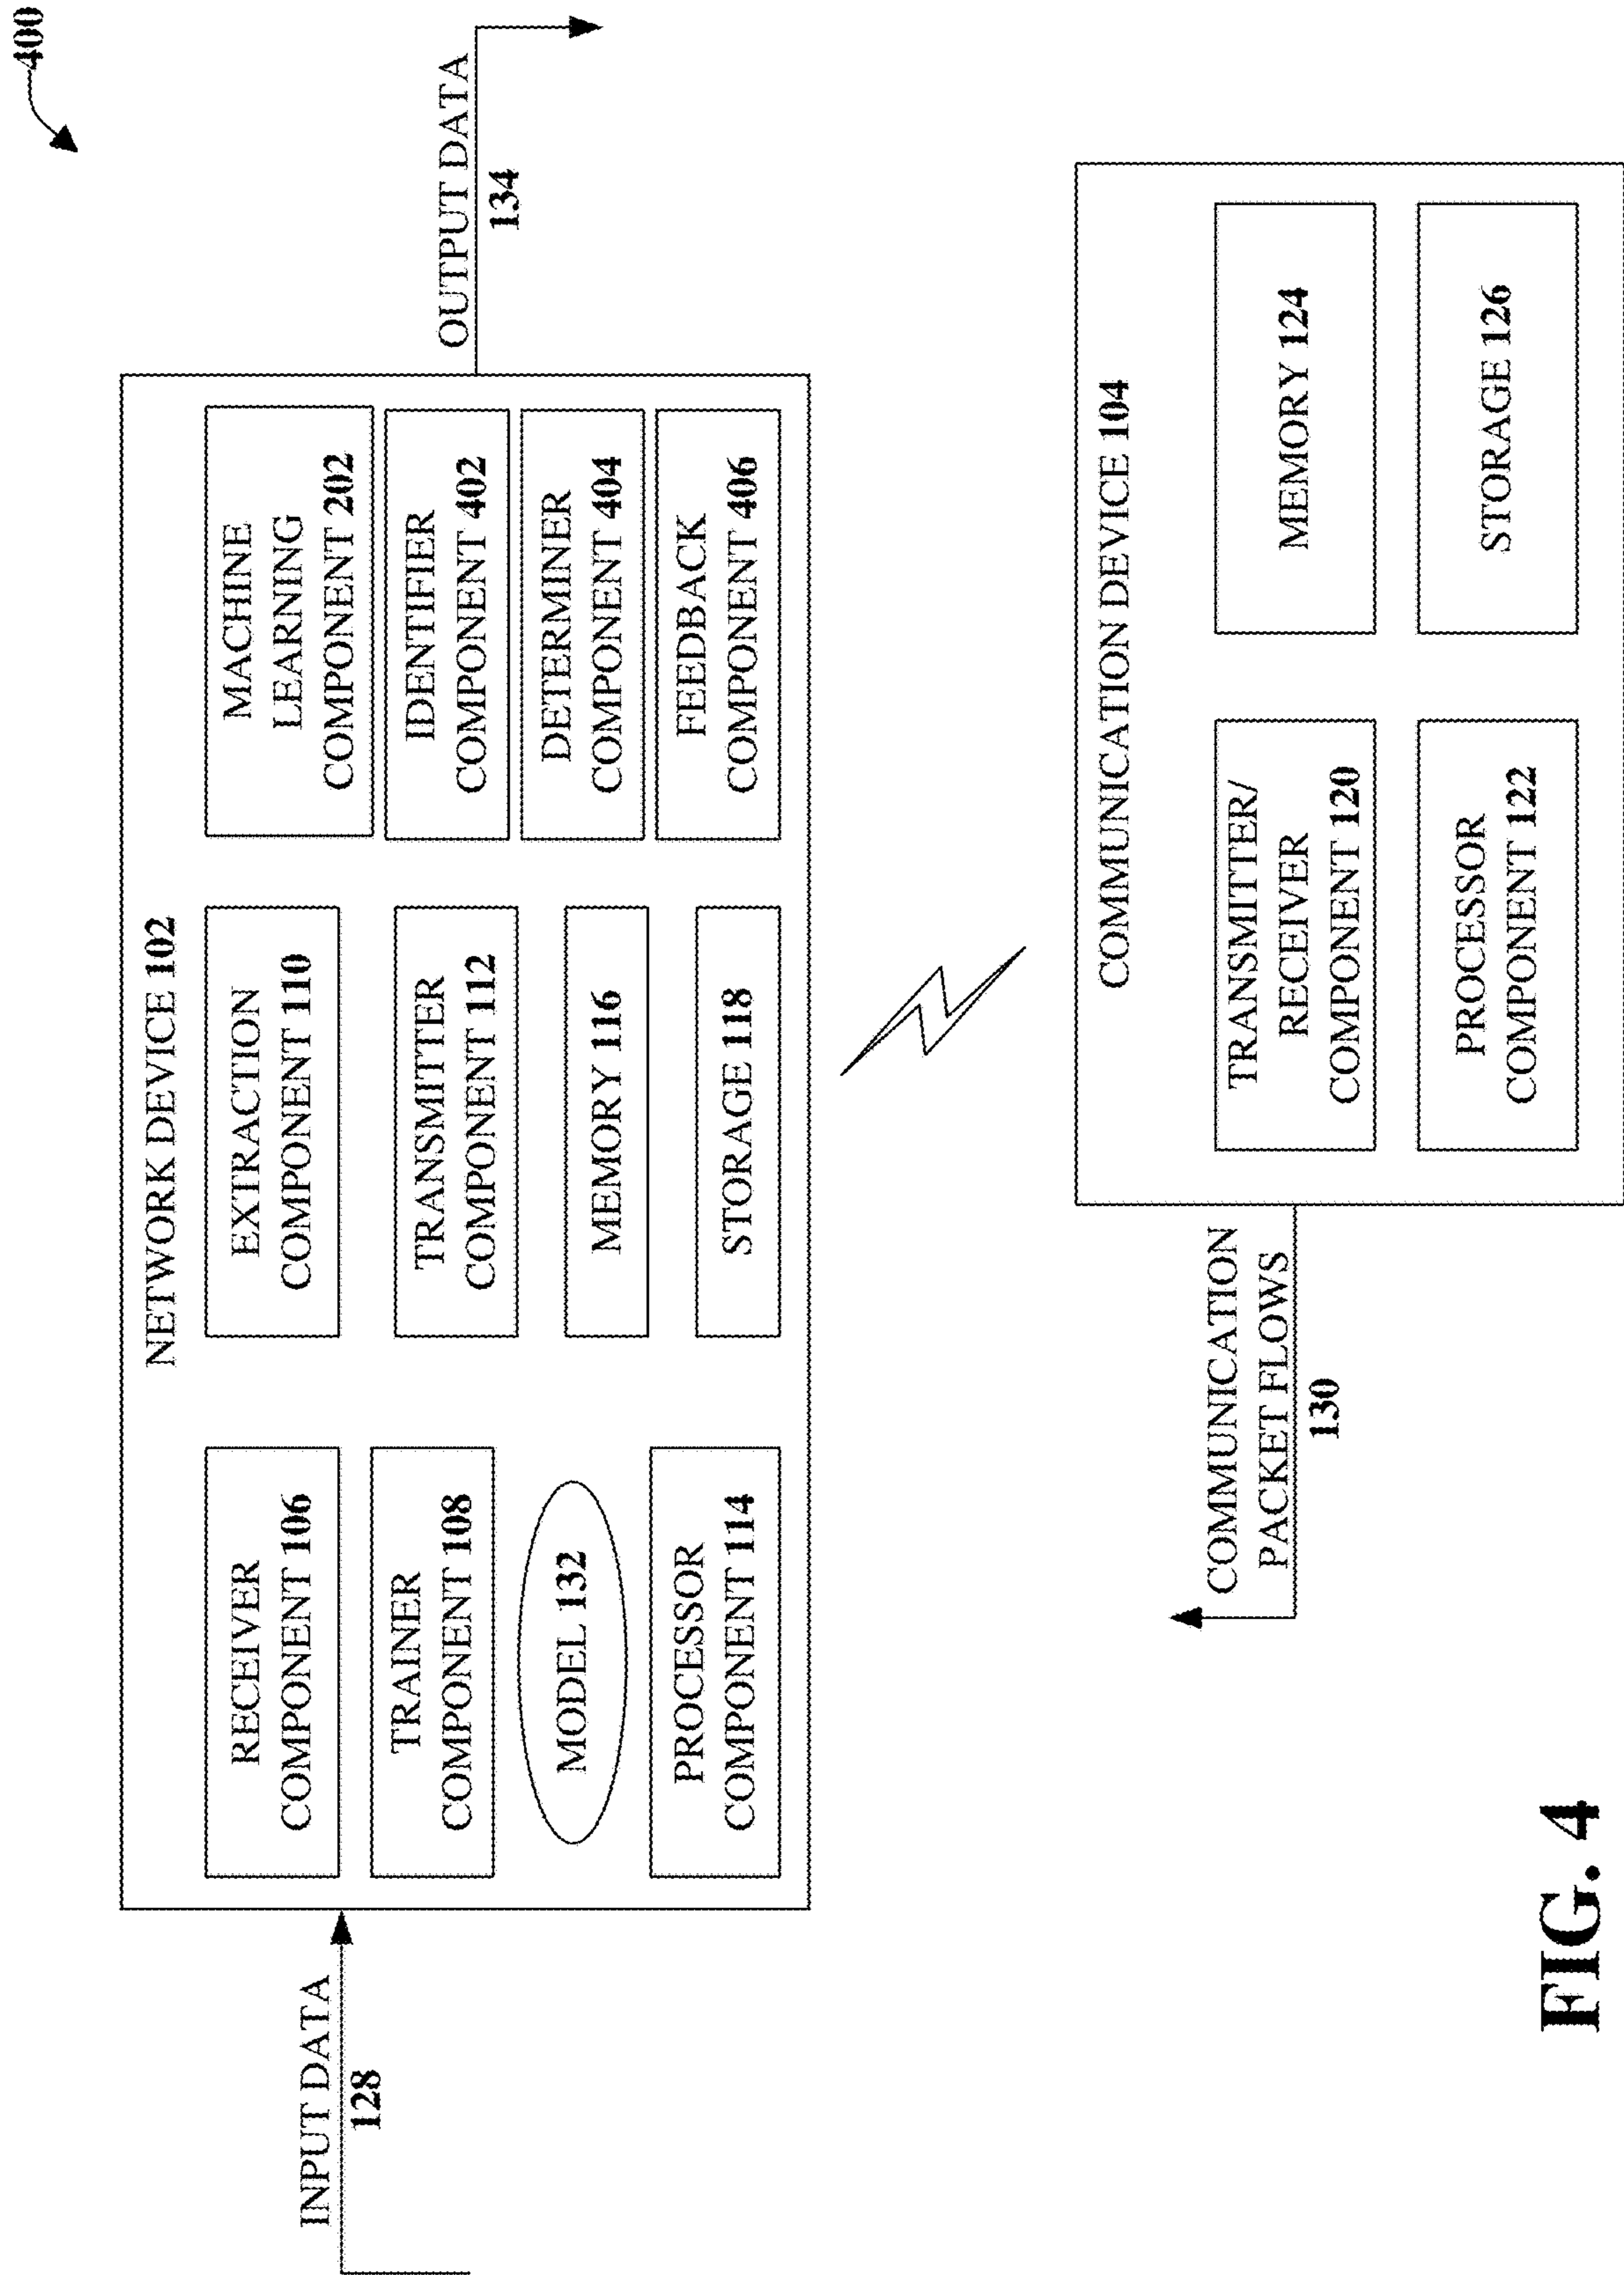 400
NETWORK DEVICE 102
INPUT DATA
128
RECEIVER
COMPONENT 106
TRAINER
COMPONENT 108
MODEL 132
PROCESSOR
COMPONENT 114
EXTRACTION
COMPONENT 110
TRANSMITTER
COMPONENT 112
MEMORY 116
STORAGE 118
MACHINE
LEARNING
COMPONENT 202
IDENTIFIER
COMPONENT 402
DETERMINER
COMPONENT 404
FEEDBACK
COMPONENT 406
OUTPUT DATA
134
COMMUNICATION
PACKET FLOWS
130
COMMUNICATION DEVICE 104
TRANSMITTER/
RECEIVER
COMPONENT 120
PROCESSOR
COMPONENT 122
MEMORY 124
STORAGE 126
FIG. 4